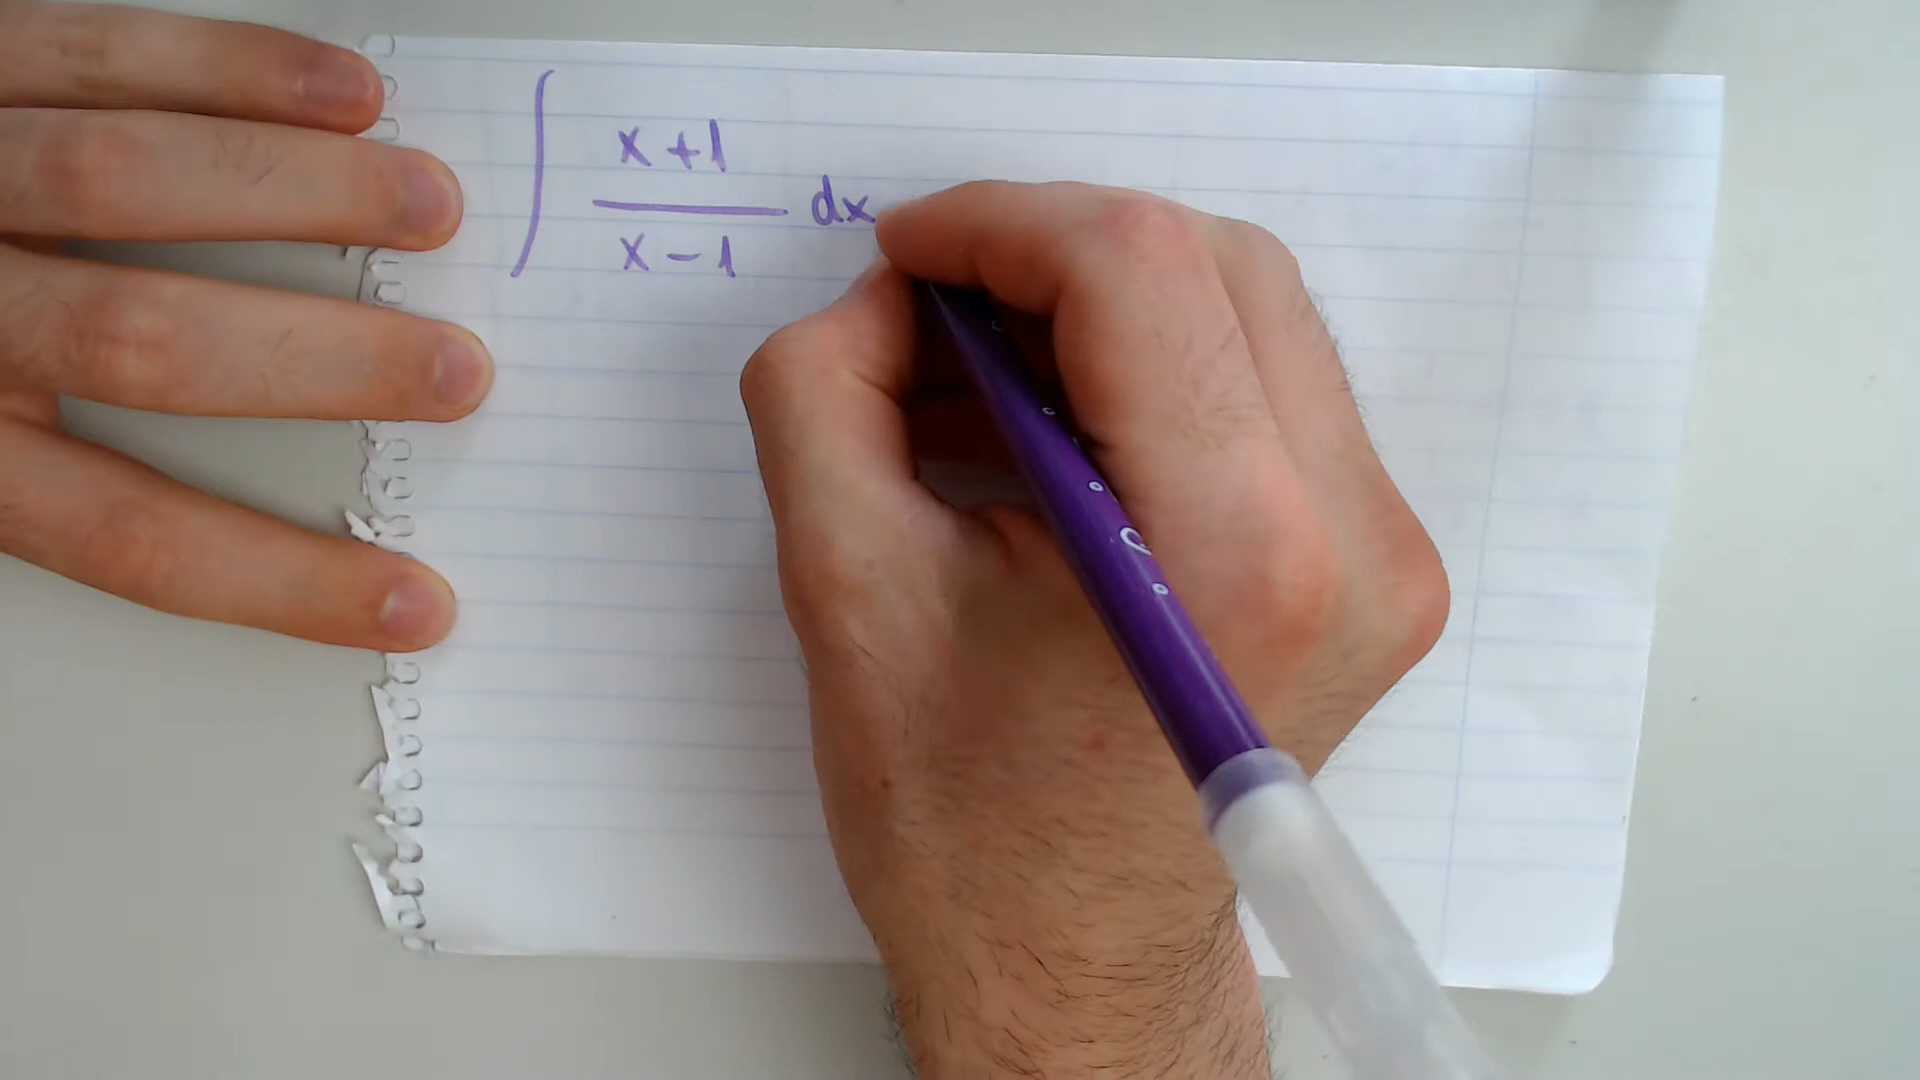 ∫ x+1 / x-1 dx